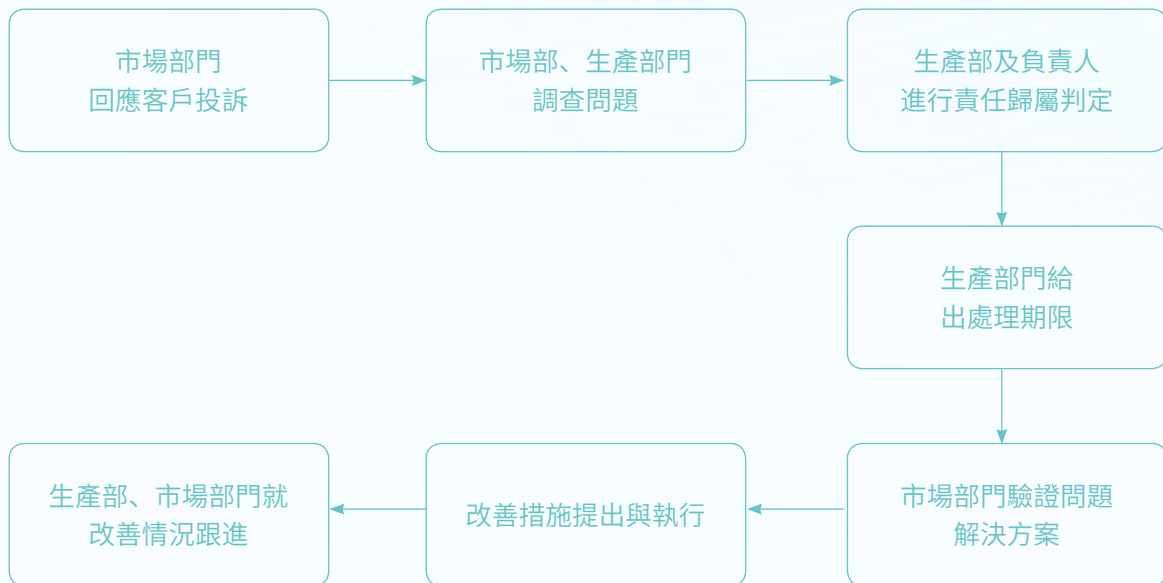 市場部門
回應客戶投訴
市場部、生產部門
調查問題
生產部及負責人
進行責任歸屬判定
生產部門給
出處理期限
市場部門驗證問題
解決方案
改善措施提出與執行
生產部、市場部門就
改善情況跟進